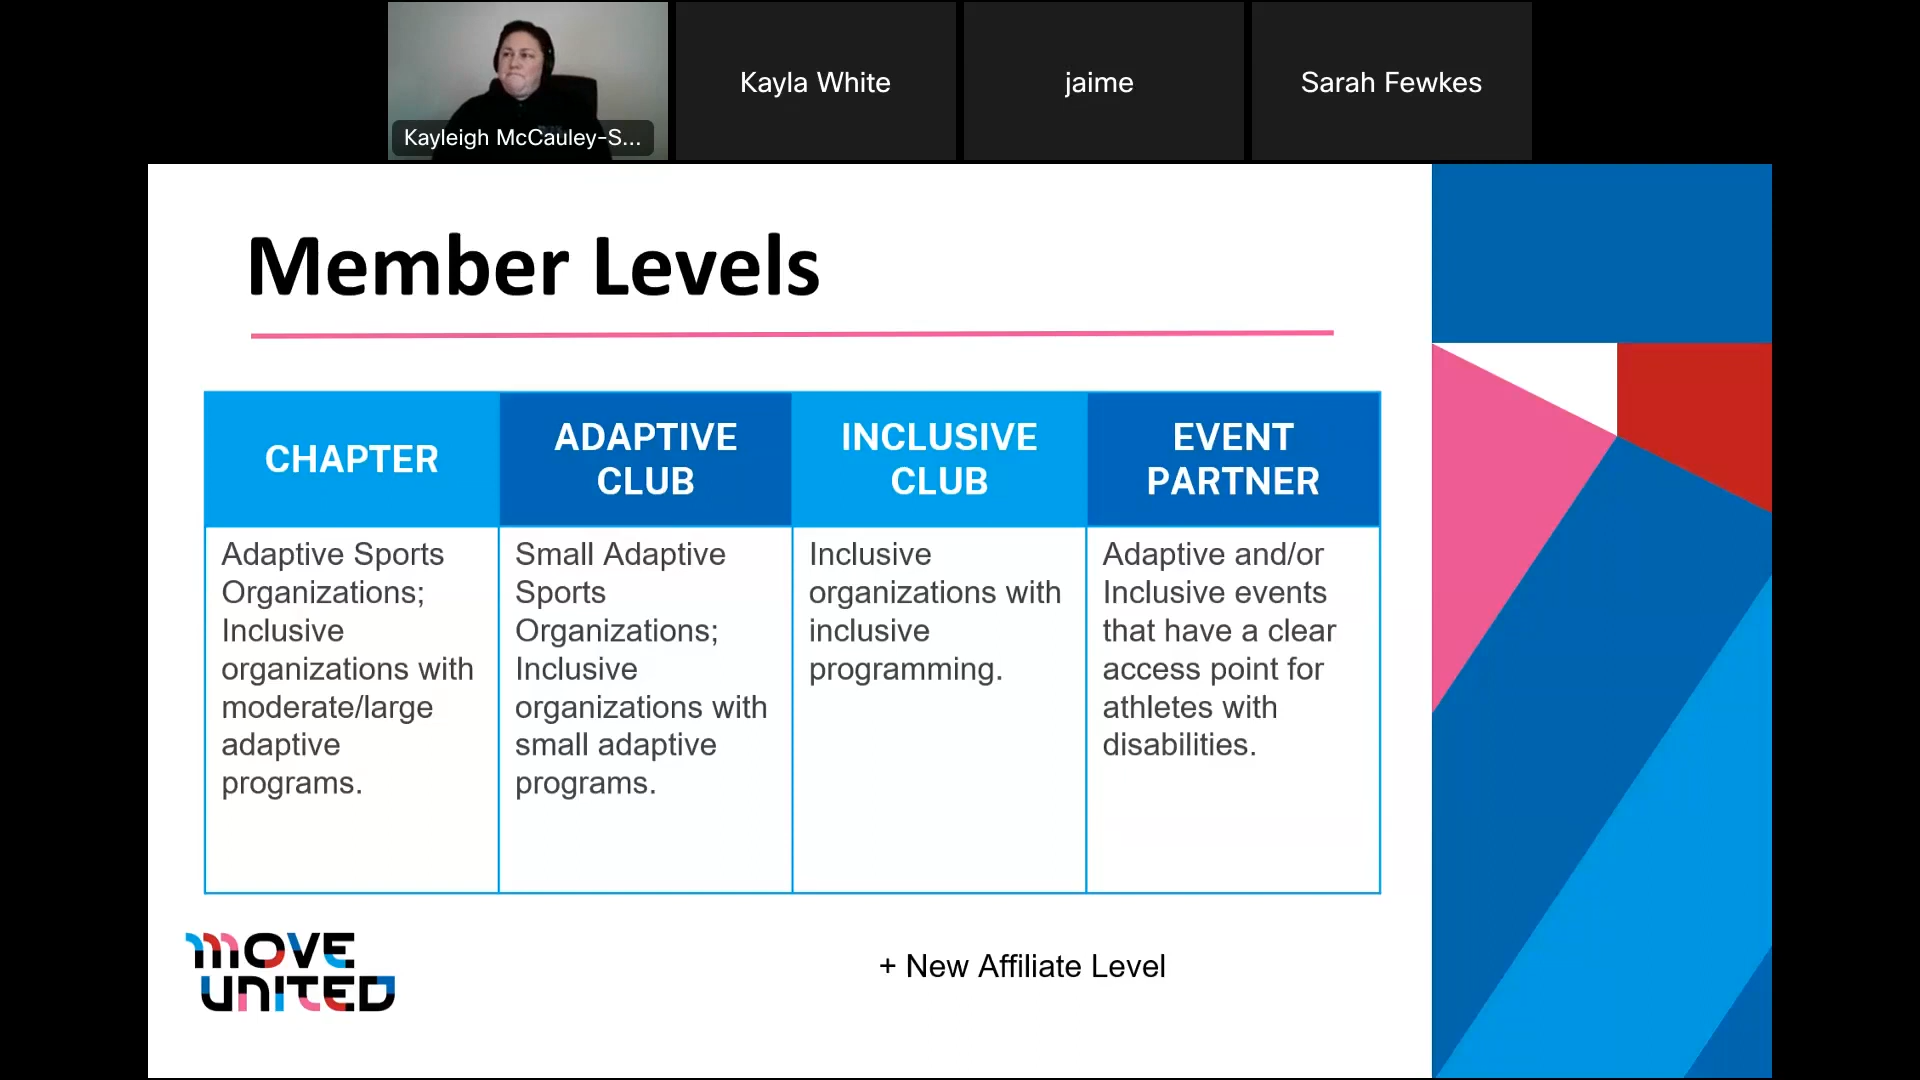 Kayleigh McCauley-S...
Kayla White
jaime
Sarah Fewkes
Member Levels
CHAPTER
ADAPTIVE
CLUB
INCLUSIVE
CLUB
EVENT
PARTNER
Adaptive Sports
Organizations;
Inclusive
organizations with
moderate/large
adaptive
programs.
Small Adaptive
Sports
Organizations;
Inclusive
organizations with
small adaptive
programs.
Inclusive
organizations with
inclusive
programming.
Adaptive and/or
Inclusive events
that have a clear
access point for
athletes with
disabilities.
MOVE
UNITED
+ New Affiliate Level